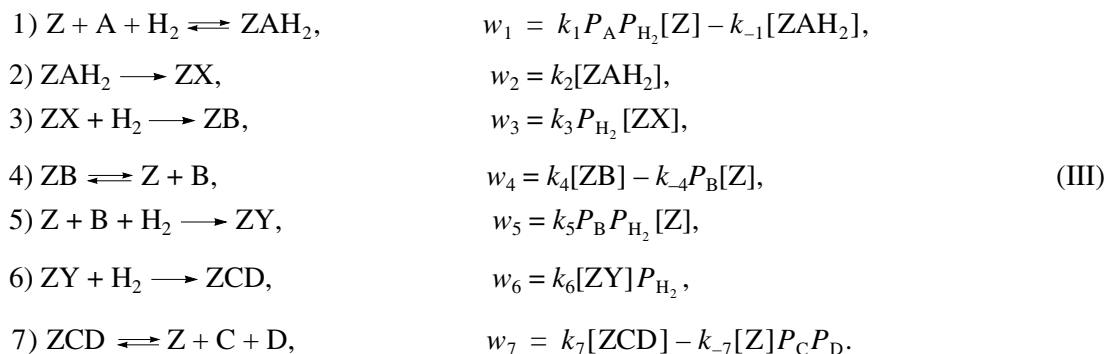 1) Z + A + H₂ ⇌ ZAH₂, w₁ = k₁P_A P_H₂[Z] – k₋₁[ZAH₂],
2) ZAH₂ ⟶ ZX, w₂ = k₂[ZAH₂],
3) ZX + H₂ ⟶ ZB, w₃ = k₃P_H₂[ZX],
4) ZB ⇌ Z + B, w₄ = k₄[ZB] – k₋₄P_B[Z], (III)
5) Z + B + H₂ ⟶ ZY, w₅ = k₅P_B P_H₂[Z],
6) ZY + H₂ ⟶ ZCD, w₆ = k₆[ZY]P_H₂,
7) ZCD ⇌ Z + C + D, w₇ = k₇[ZCD] – k₋₇[Z]P_C P_D.